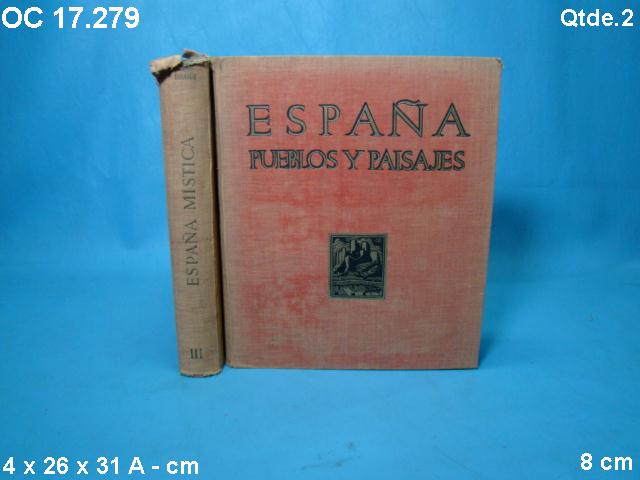 OC 17.279
Qtde.2
ESPAÑA MISTICA
III
ESPAÑA
PUEBLOS Y PAISAJES
4 x 26 x 31 A - cm
8 cm